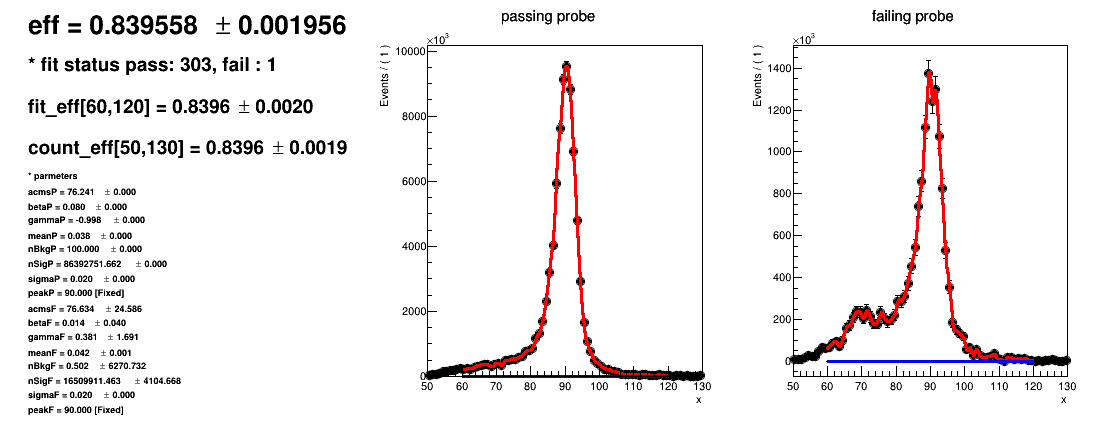 eff = 0.839558 ± 0.001956
* fit status pass: 303, fail : 1
fit_eff[60,120] = 0.8396 ± 0.0020
count_eff[50,130] = 0.8396 ± 0.0019
* parmeters
acmsP = 76.241 ± 0.000
betaP = 0.080 ± 0.000
gammaP = -0.998 ± 0.000
meanP = 0.038 ± 0.000
nBkgP = 100.000 ± 0.000
nSigP = 86392751.662 ± 0.000
sigmaP = 0.020 ± 0.000
peakP = 90.000 [Fixed]
acmsF = 76.634 ± 24.586
betaF = 0.014 ± 0.040
gammaF = 0.381 ± 1.691
meanF = 0.042 ± 0.001
nBkgF = 0.502 ± 6270.732
nSigF = 16509911.463 ± 4104.668
sigmaF = 0.020 ± 0.000
peakF = 90.000 [Fixed]
passing probe
×10³
Events / ( 1 )
10000
8000
6000
4000
2000
0
50 60 70 80 90 100 110 120 130
x
failing probe
×10³
Events / ( 1 )
1400
1200
1000
800
600
400
200
0
50 60 70 80 90 100 110 120 130
x